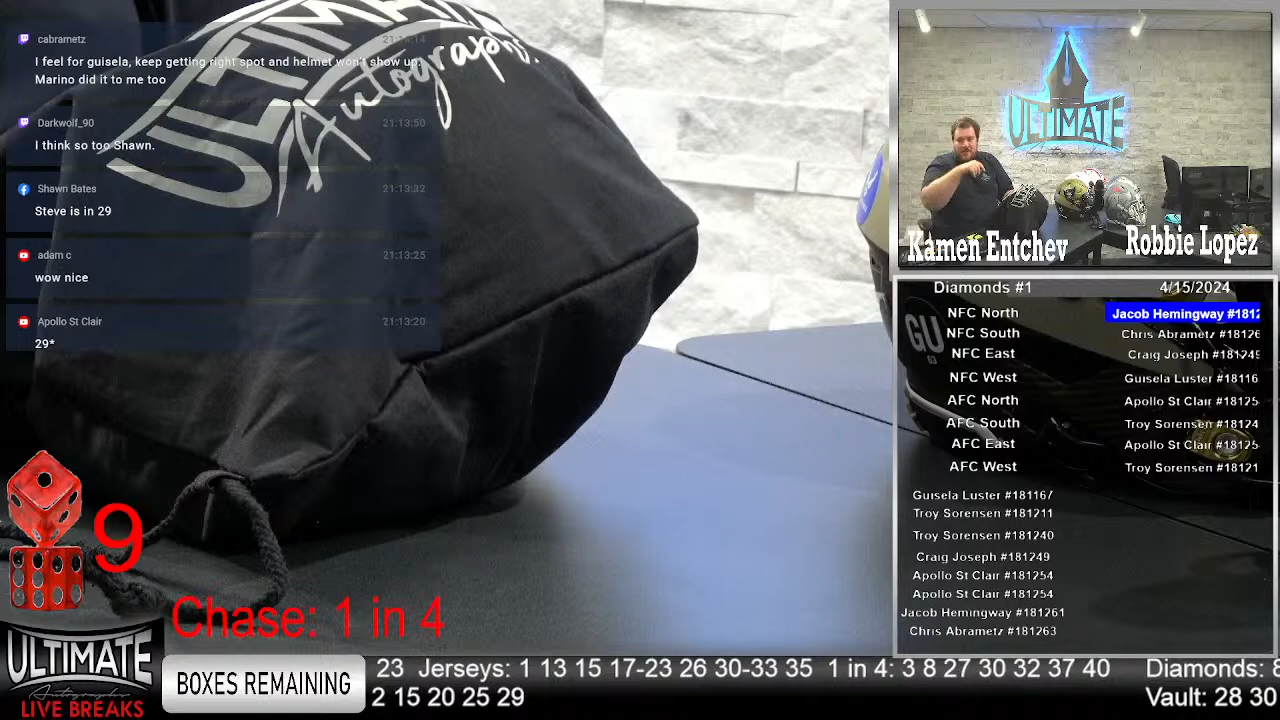 ULTIMATE
Autographs.
cabrametz 21:14:14
I feel for guisela, keep getting right spot and helmet won't show up.
Marino did it to me too
Darkwolf_90 21:13:50
I think so too Shawn.
Shawn Bates 21:13:32
Steve is in 29
adam c 21:13:25
wow nice
Apollo St Clair 21:13:20
29*
9
Chase: 1 in 4
ULTIMATE
Autographs
LIVE BREAKS
BOXES REMAINING
23 Jerseys: 1 13 15 17-23 26 30-33 35 1 in 4: 3 8 27 30 32 37 40 Diamonds: 8
2 15 20 25 29 Vault: 28 30
ULTIMATE
Kamen Entchev Robbie Lopez
Diamonds #1 4/15/2024
NFC North Jacob Hemingway #1812
NFC South Chris Abrametz #18126
NFC East Craig Joseph #181249
NFC West Guisela Luster #18116
AFC North Apollo St Clair #18125
AFC South Troy Sorensen #18124
AFC East Apollo St Clair #18125
AFC West Troy Sorensen #18121
Guisela Luster #181167
Troy Sorensen #181211
Troy Sorensen #181240
Craig Joseph #181249
Apollo St Clair #181254
Apollo St Clair #181254
Jacob Hemingway #181261
Chris Abrametz #181263
GU
63